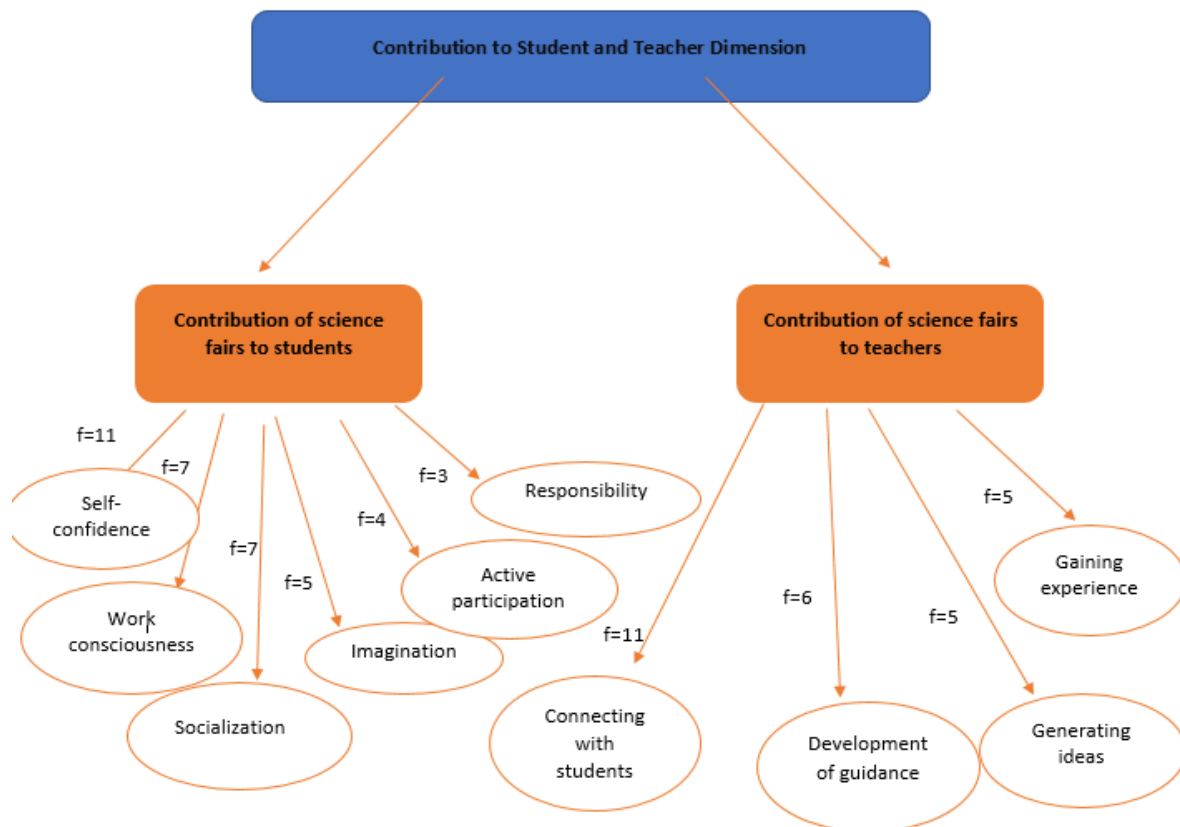 Contribution to Student and Teacher Dimension
Contribution of science
fairs to students
Contribution of science fairs
to teachers
f=11
f=7
f=7
f=5
f=4
f=3
Self-
confidence
Work
consciousness
Socialization
Imagination
Active
participation
Responsibility
f=11
f=6
f=5
f=5
Connecting
with
students
Development
of guidance
Generating
ideas
Gaining
experience